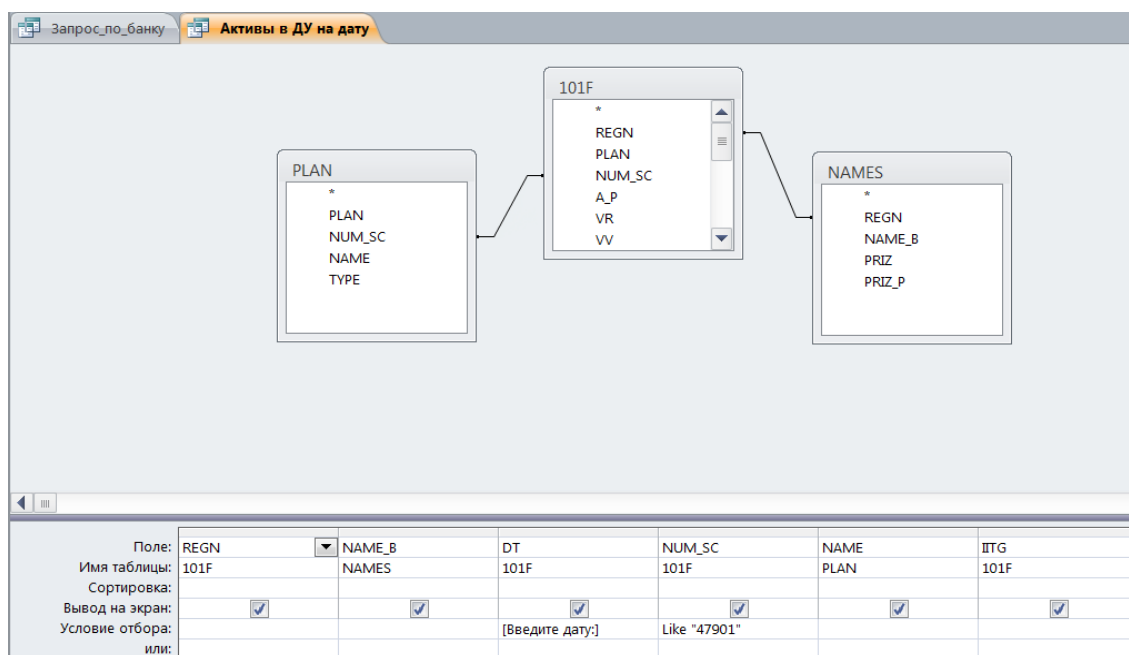 Запрос_по_банку Активы в ДУ на дату
101F
*
REGN
PLAN
NUM_SC
A_P
VR
VV
PLAN
*
PLAN
NUM_SC
NAME
TYPE
NAMES
*
REGN
NAME_B
PRIZ
PRIZ_P
Поле: REGN NAME_B DT NUM_SC NAME IITG
Имя таблицы: 101F NAMES 101F 101F PLAN 101F
Сортировка:
Вывод на экран:
Условие отбора: [Введите дату:] Like "47901"
или: